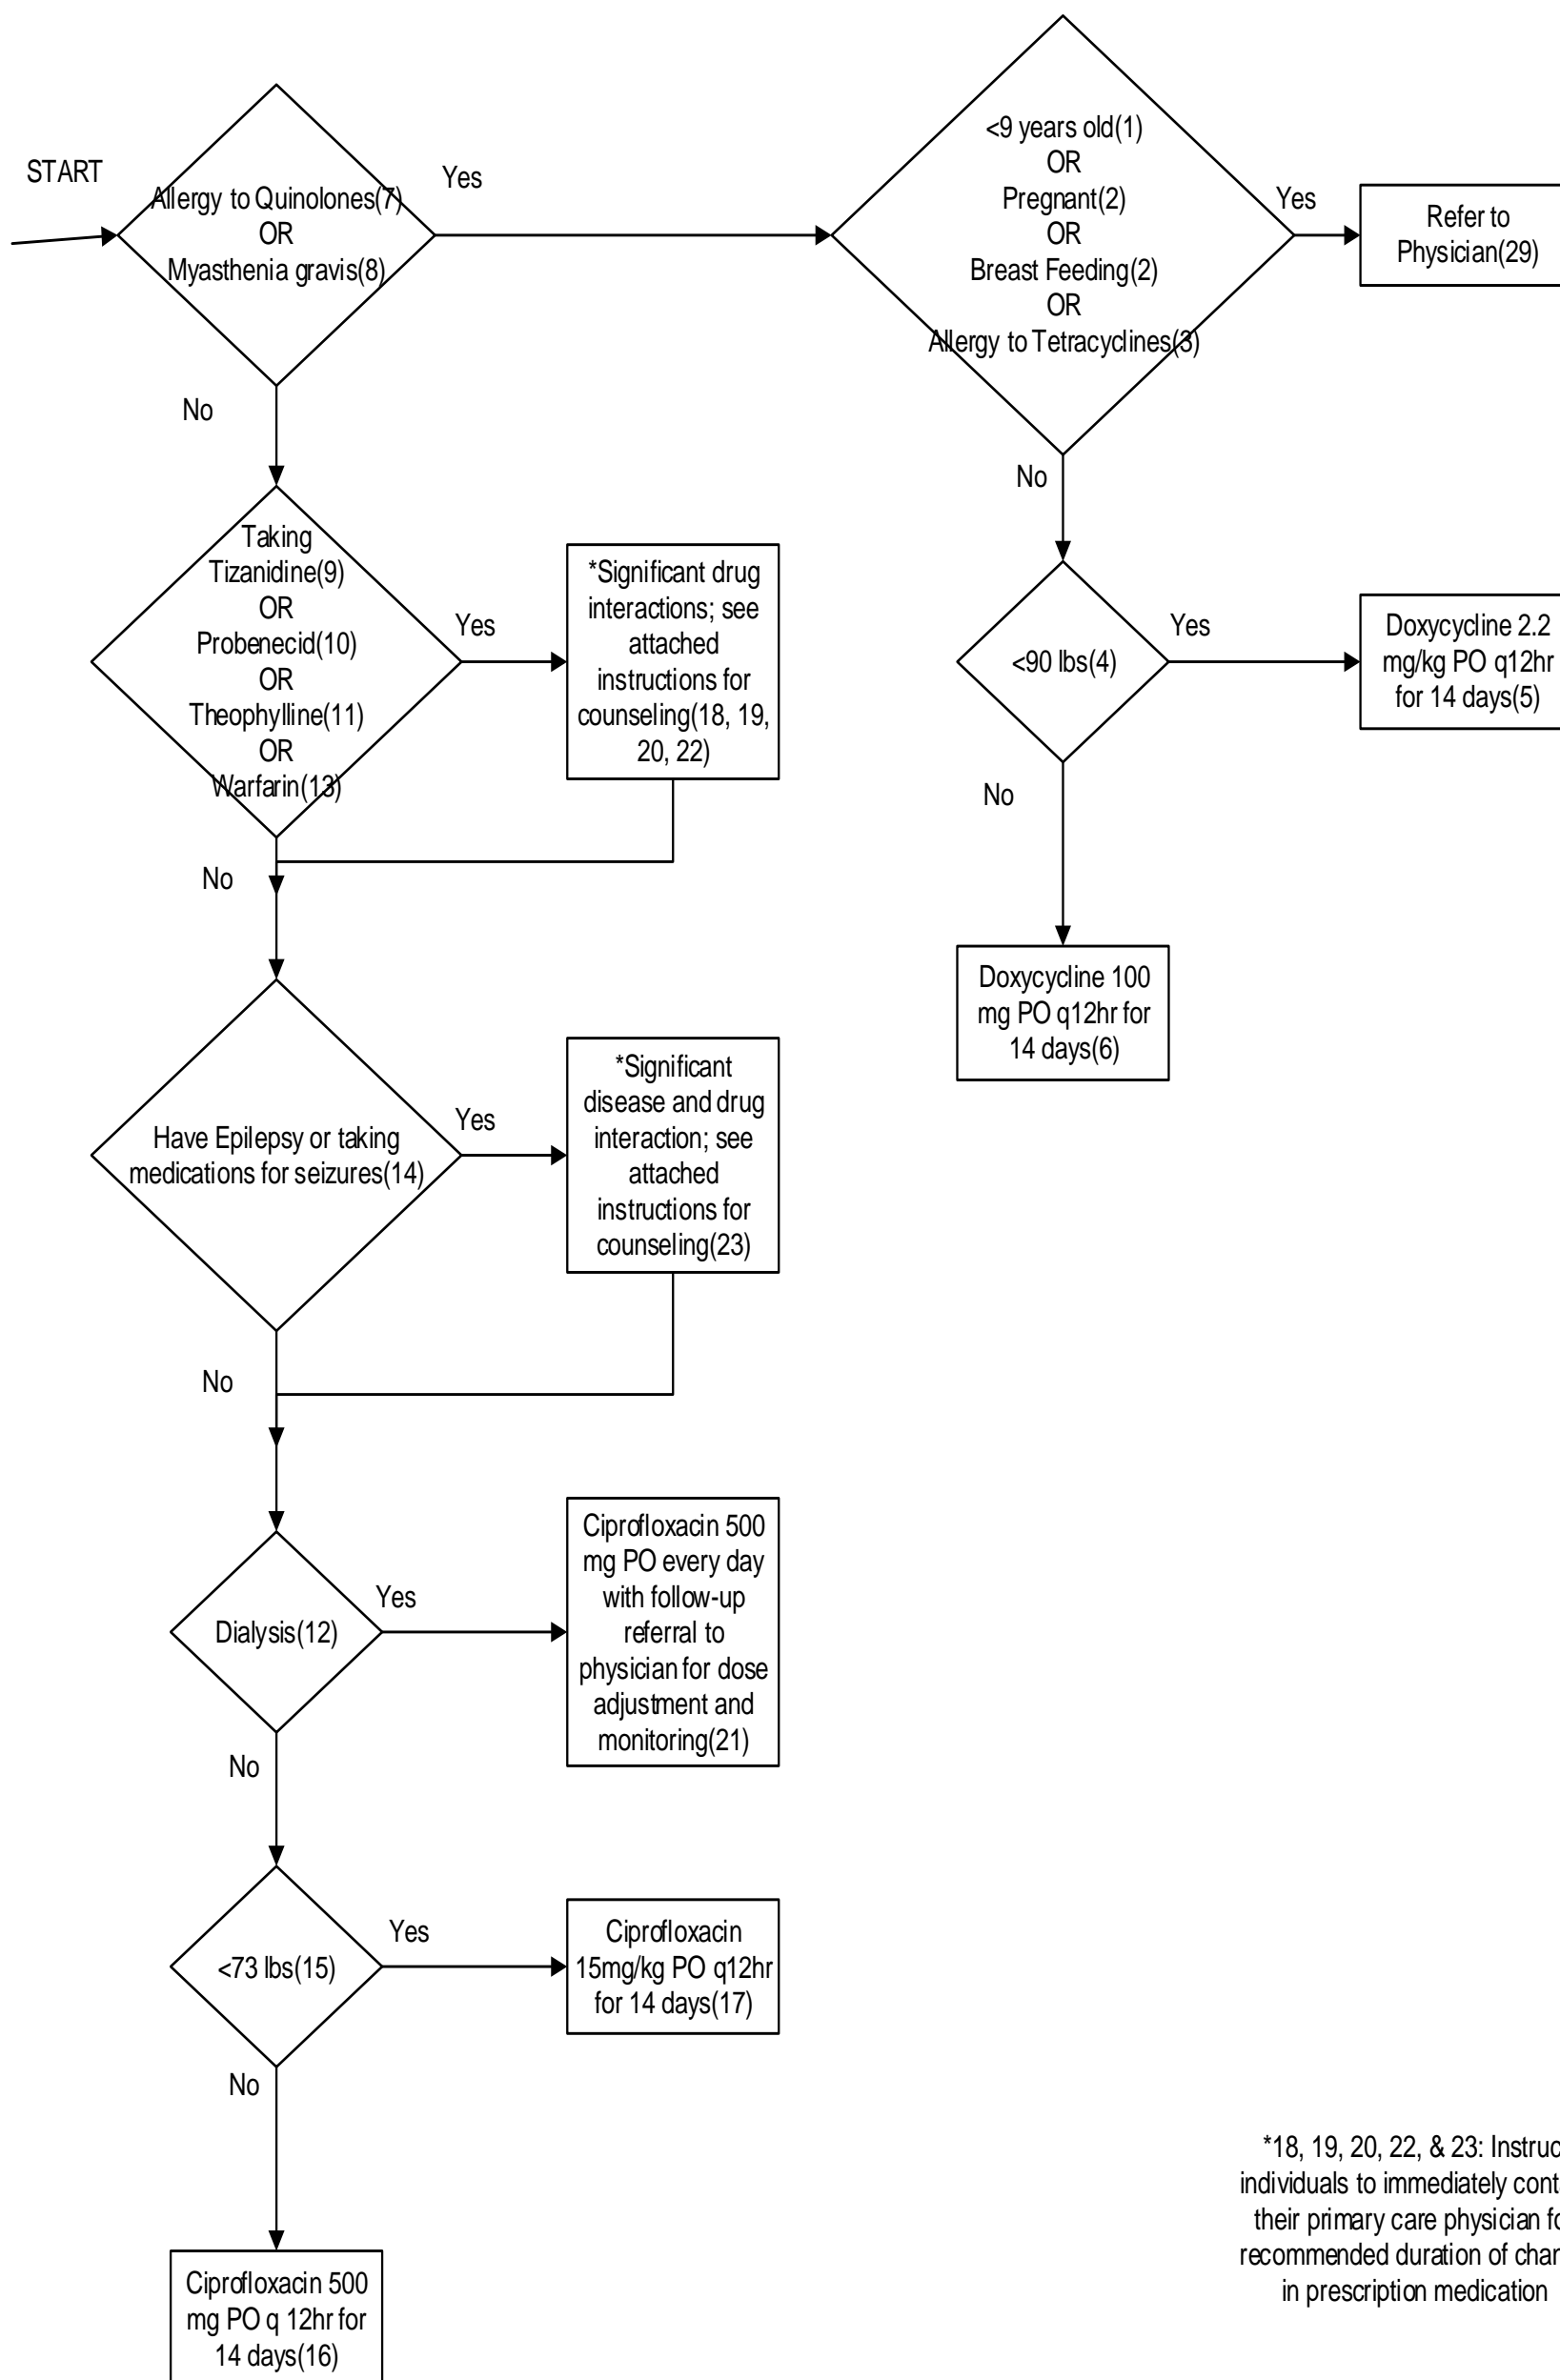 START
Allergy to Quinolones(7)
OR
Myasthenia gravis(8)
Yes
No
<9 years old(1)
OR
Pregnant(2)
OR
Breast Feeding(2)
OR
Allergy to Tetracyclines(3)
Yes
Refer to
Physician(29)
No
<90 lbs(4)
Yes
Doxycycline 2.2
mg/kg PO q12hr
for 14 days(5)
No
Doxycycline 100
mg PO q12hr for
14 days(6)
Taking
Tizanidine(9)
OR
Probenecid(10)
OR
Theophylline(11)
OR
Warfarin(13)
Yes
*Significant drug
interactions; see
attached
instructions for
counseling(18, 19,
20, 22)
No
Have Epilepsy or taking
medications for seizures(14)
Yes
*Significant
disease and drug
interaction; see
attached
instructions for
counseling(23)
No
Dialysis(12)
Yes
Ciprofloxacin 500
mg PO every day
with follow-up
referral to
physician for dose
adjustment and
monitoring(21)
No
<73 lbs(15)
Yes
Ciprofloxacin
15mg/kg PO q12hr
for 14 days(17)
No
Ciprofloxacin 500
mg PO q 12hr for
14 days(16)
*18, 19, 20, 22, & 23:
individuals to immediately
their primary care physician
recommended duration of
in prescription medication